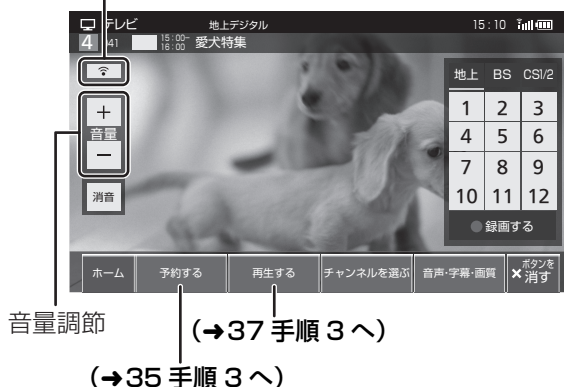 テレビ 地上デジタル 15:10
4 041 15:00-16:00 愛犬特集
地上 BS CS1/2
+
音量
−
消音
1 2 3
4 5 6
7 8 9
10 11 12
録画する
ホーム 予約する 再生する チャンネルを選ぶ 音声・字幕・画質 ボタンを
×消す
音量調節
(➜37 手順 3 へ)
(➜35 手順 3 へ)